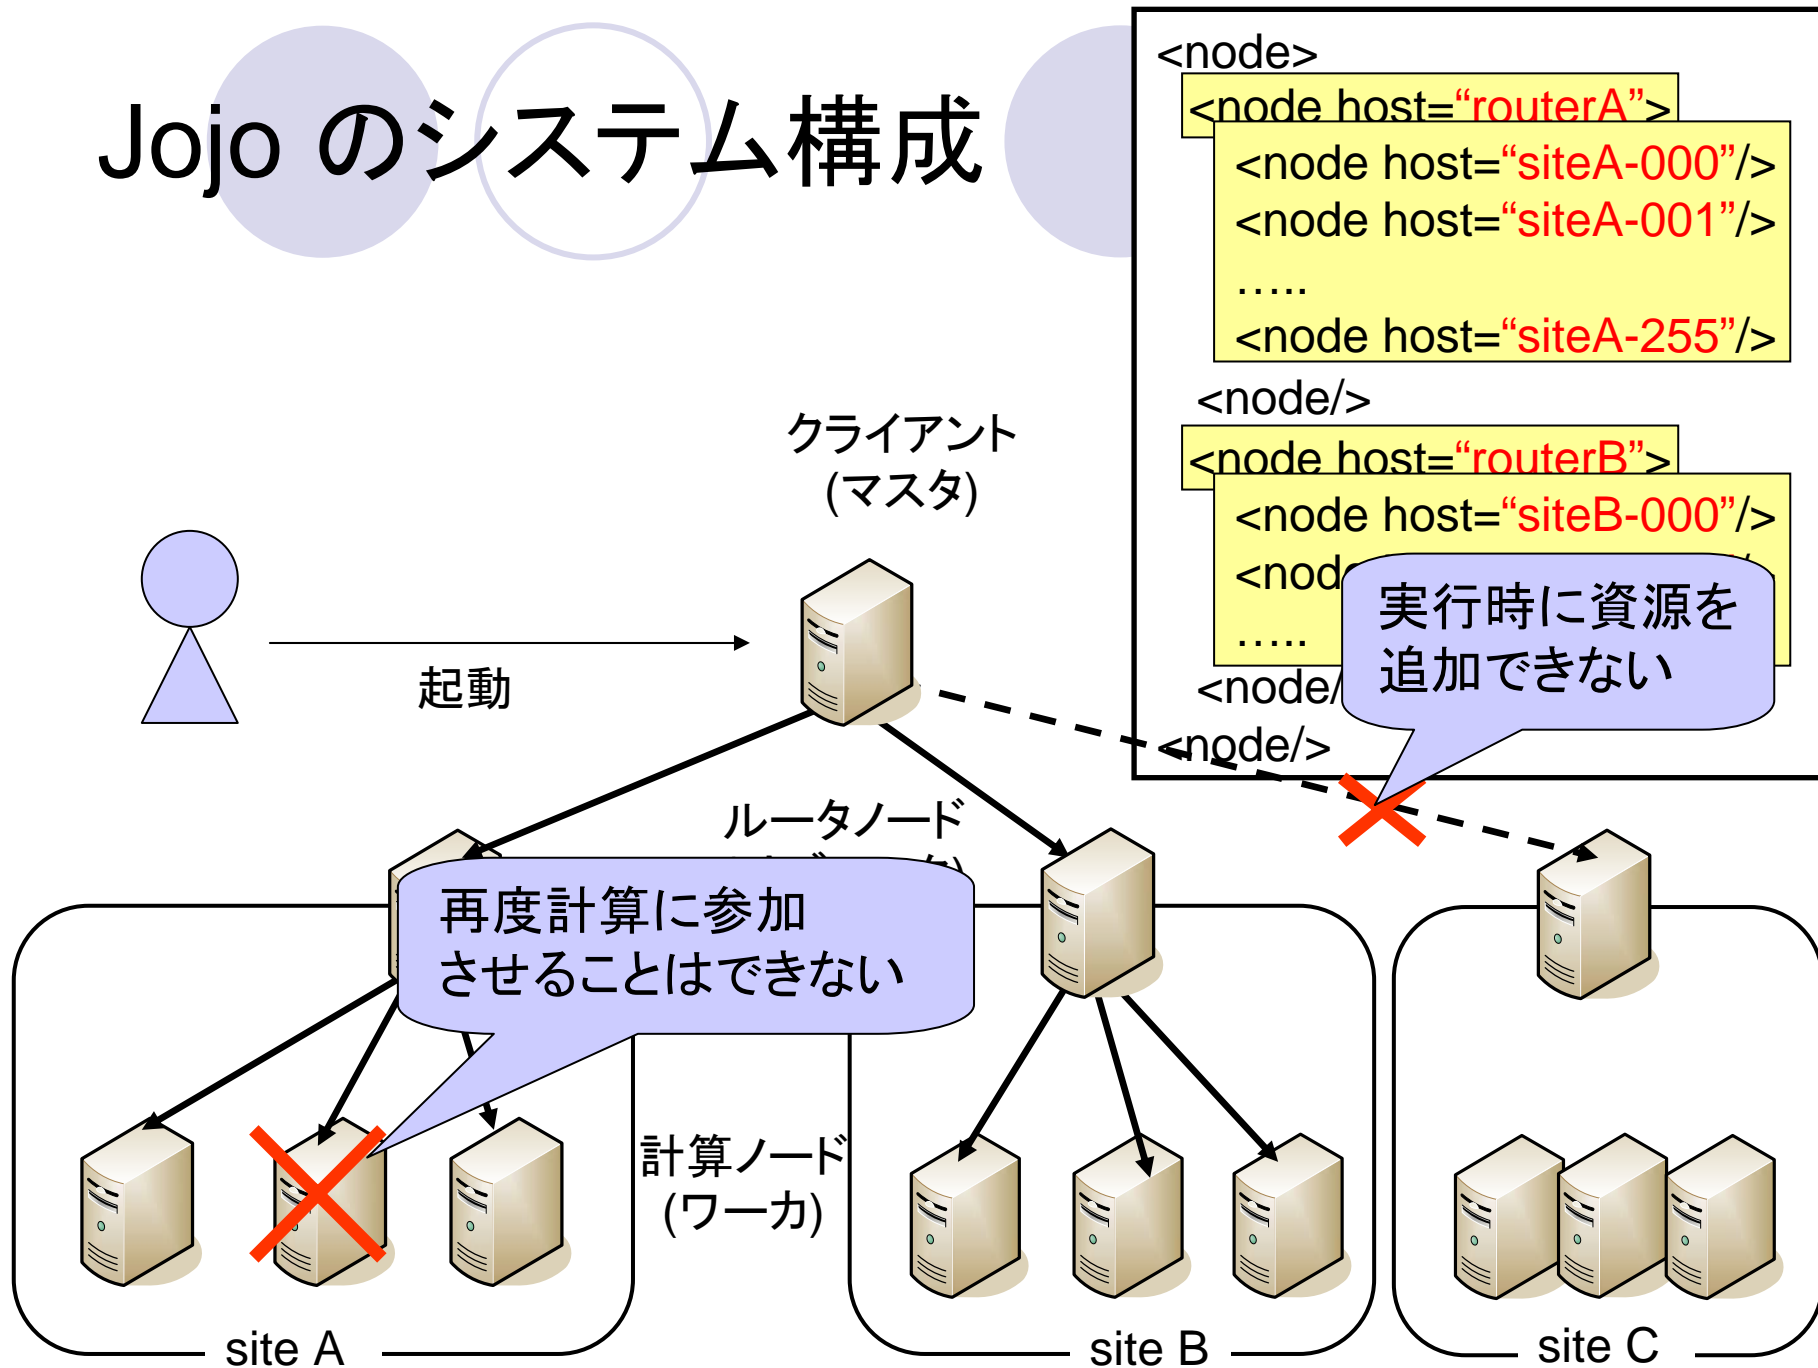 Jojo のシステム構成
<node>
<node host=“routerA”>
<node host=“siteA-000”/>
<node host=“siteA-001”/>
…..
<node host=“siteA-255”/>
<node/>
<node host=“routerB”>
<node host=“siteB-000”/>
…..
<node/>
実行時に資源を
追加できない
クライアント
(マスタ)
起動
ルータノード
再度計算に参加
させることはできない
計算ノード
(ワーカ)
site A
site B
site C